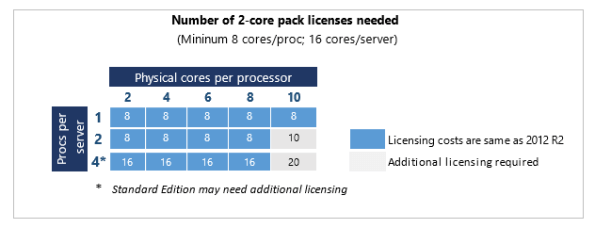 Number of 2-core pack licenses needed
(Mininum 8 cores/proc; 16 cores/server)
Physical cores per processor
2 4 6 8 10
Procs per
server
1 8 8 8 8 8
2 8 8 8 8 10
4* 16 16 16 16 20
Licensing costs are same as 2012 R2
Additional licensing required
* Standard Edition may need additional licensing